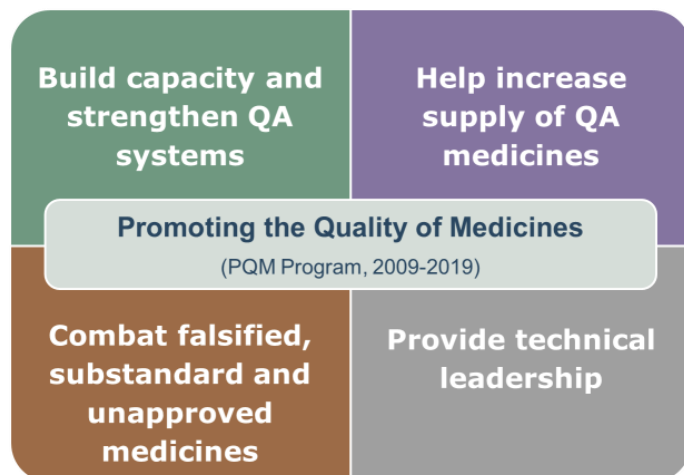 Build capacity and
strengthen QA
systems
Help increase
supply of QA
medicines
Promoting the Quality of Medicines
(PQM Program, 2009-2019)
Combat falsified,
substandard and
unapproved
medicines
Provide technical
leadership